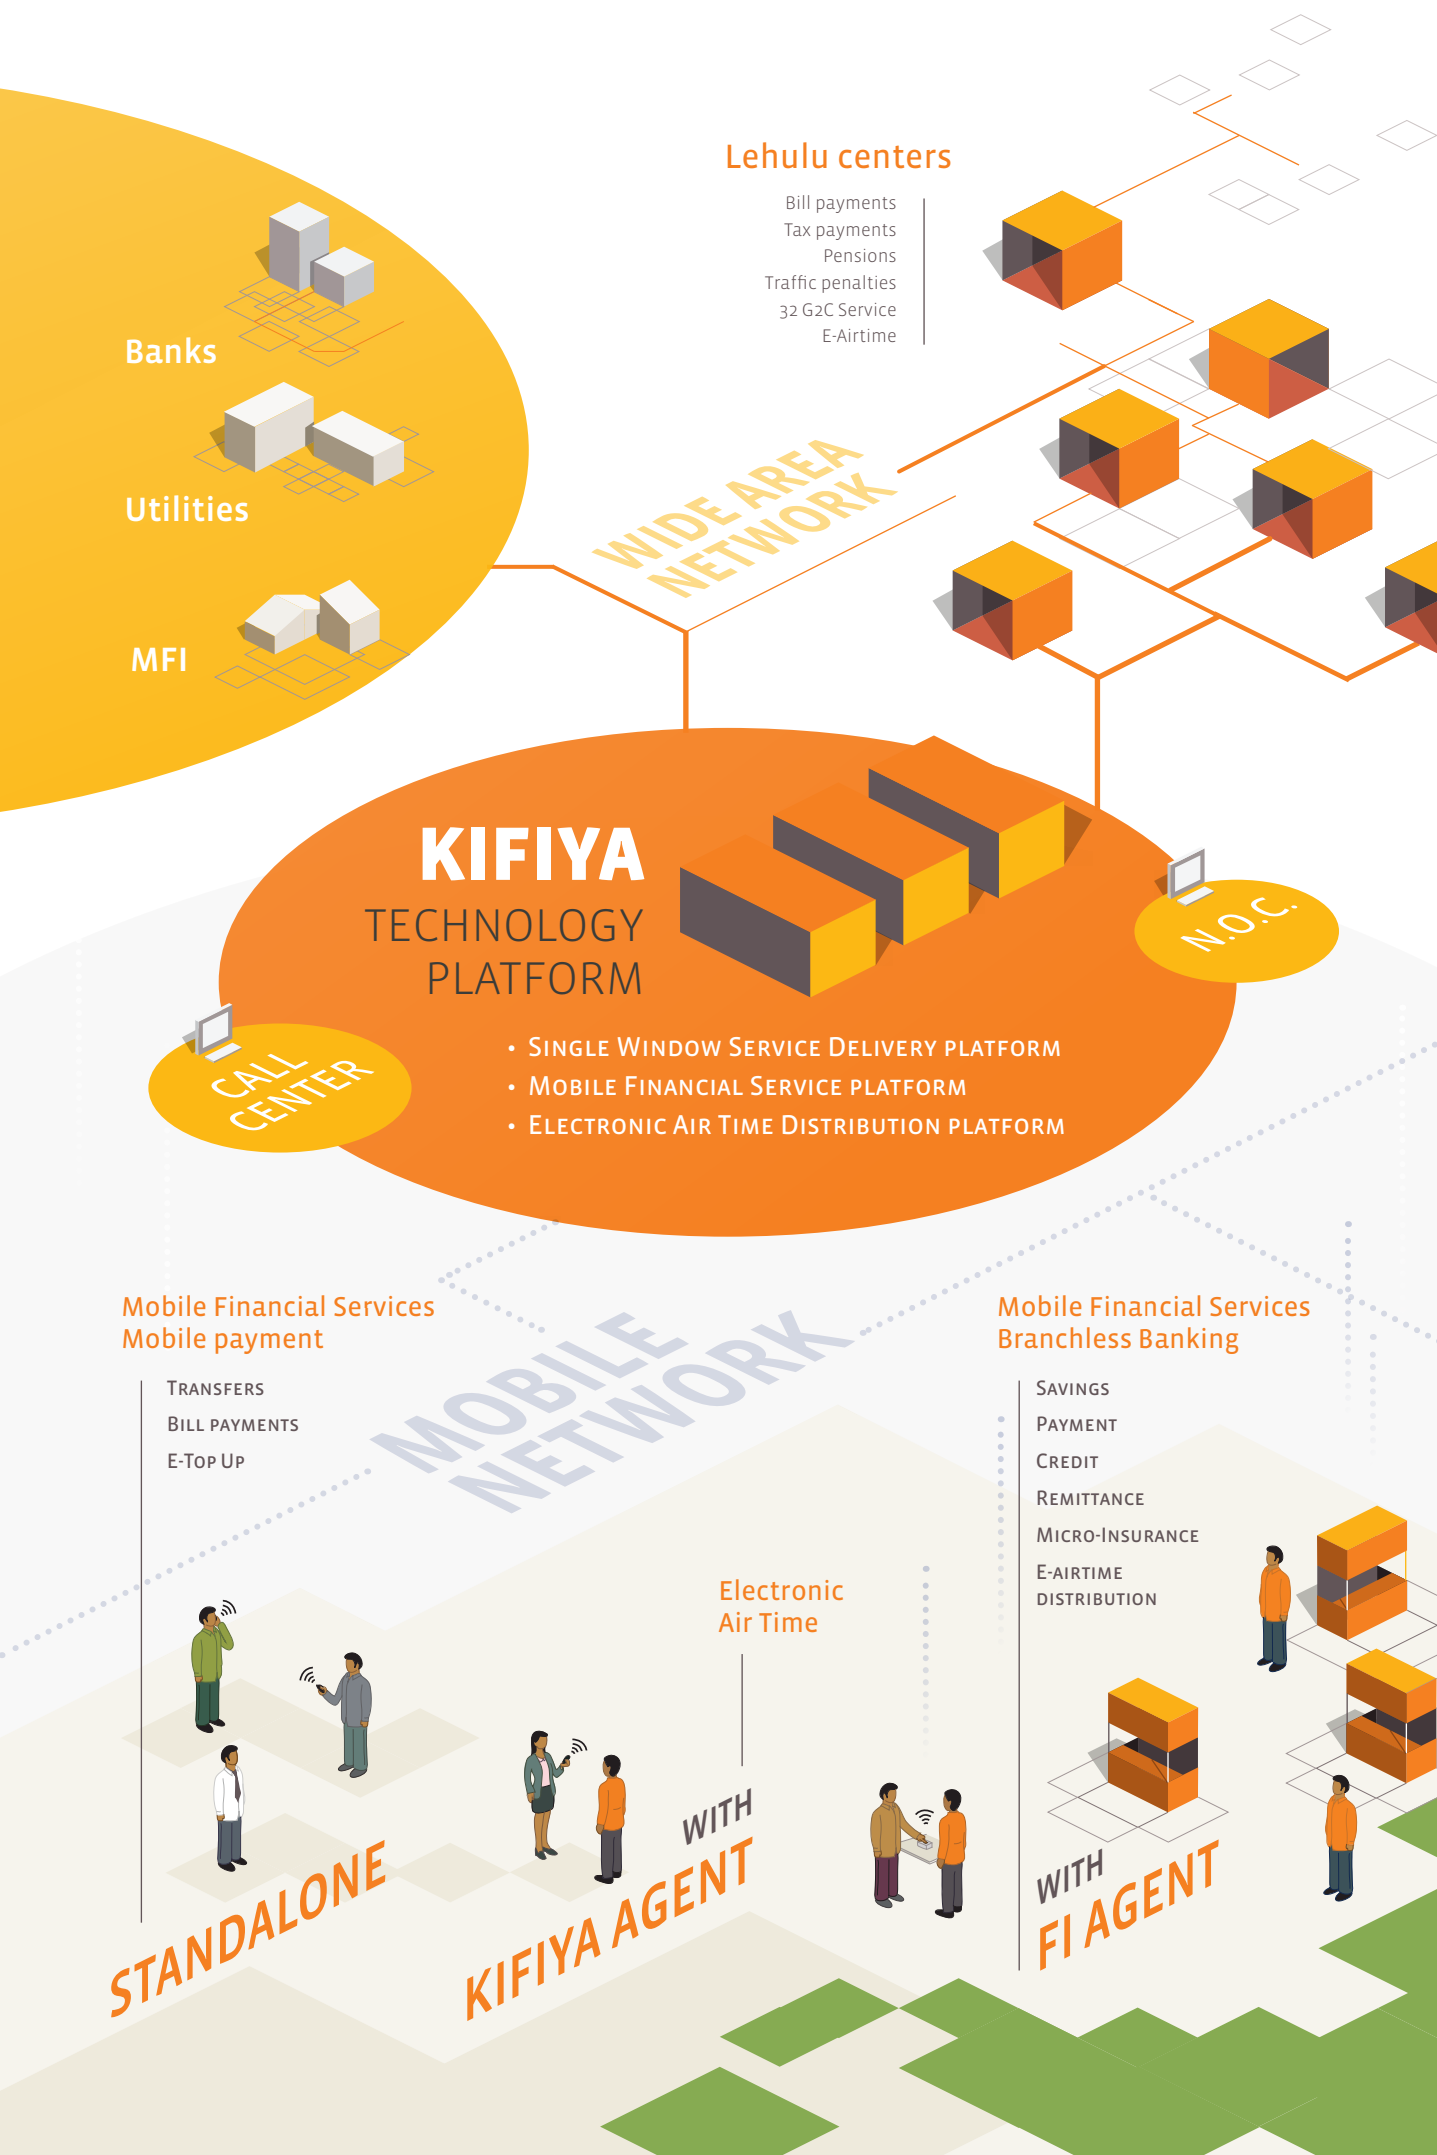 Lehulu centers
Bill payments
Tax payments
Pensions
Traffic penalties
32 G2C Service
E-Airtime
Banks
Utilities
MFI
WIDE AREA
NETWORK
KIFIYA
TECHNOLOGY
PLATFORM
• Single Window Service Delivery platform
• Mobile Financial Service platform
• Electronic Air Time Distribution platform
N.O.C.
CALL
CENTER
Mobile Financial Services
Mobile payment
Transfers
Bill payments
E-Top Up
MOBILE
NETWORK
Mobile Financial Services
Branchless Banking
Savings
Payment
Credit
Remittance
Micro-Insurance
E-airtime
distribution
Electronic
Air Time
STANDALONE
WITH
KIFIYA AGENT
WITH
FI AGENT